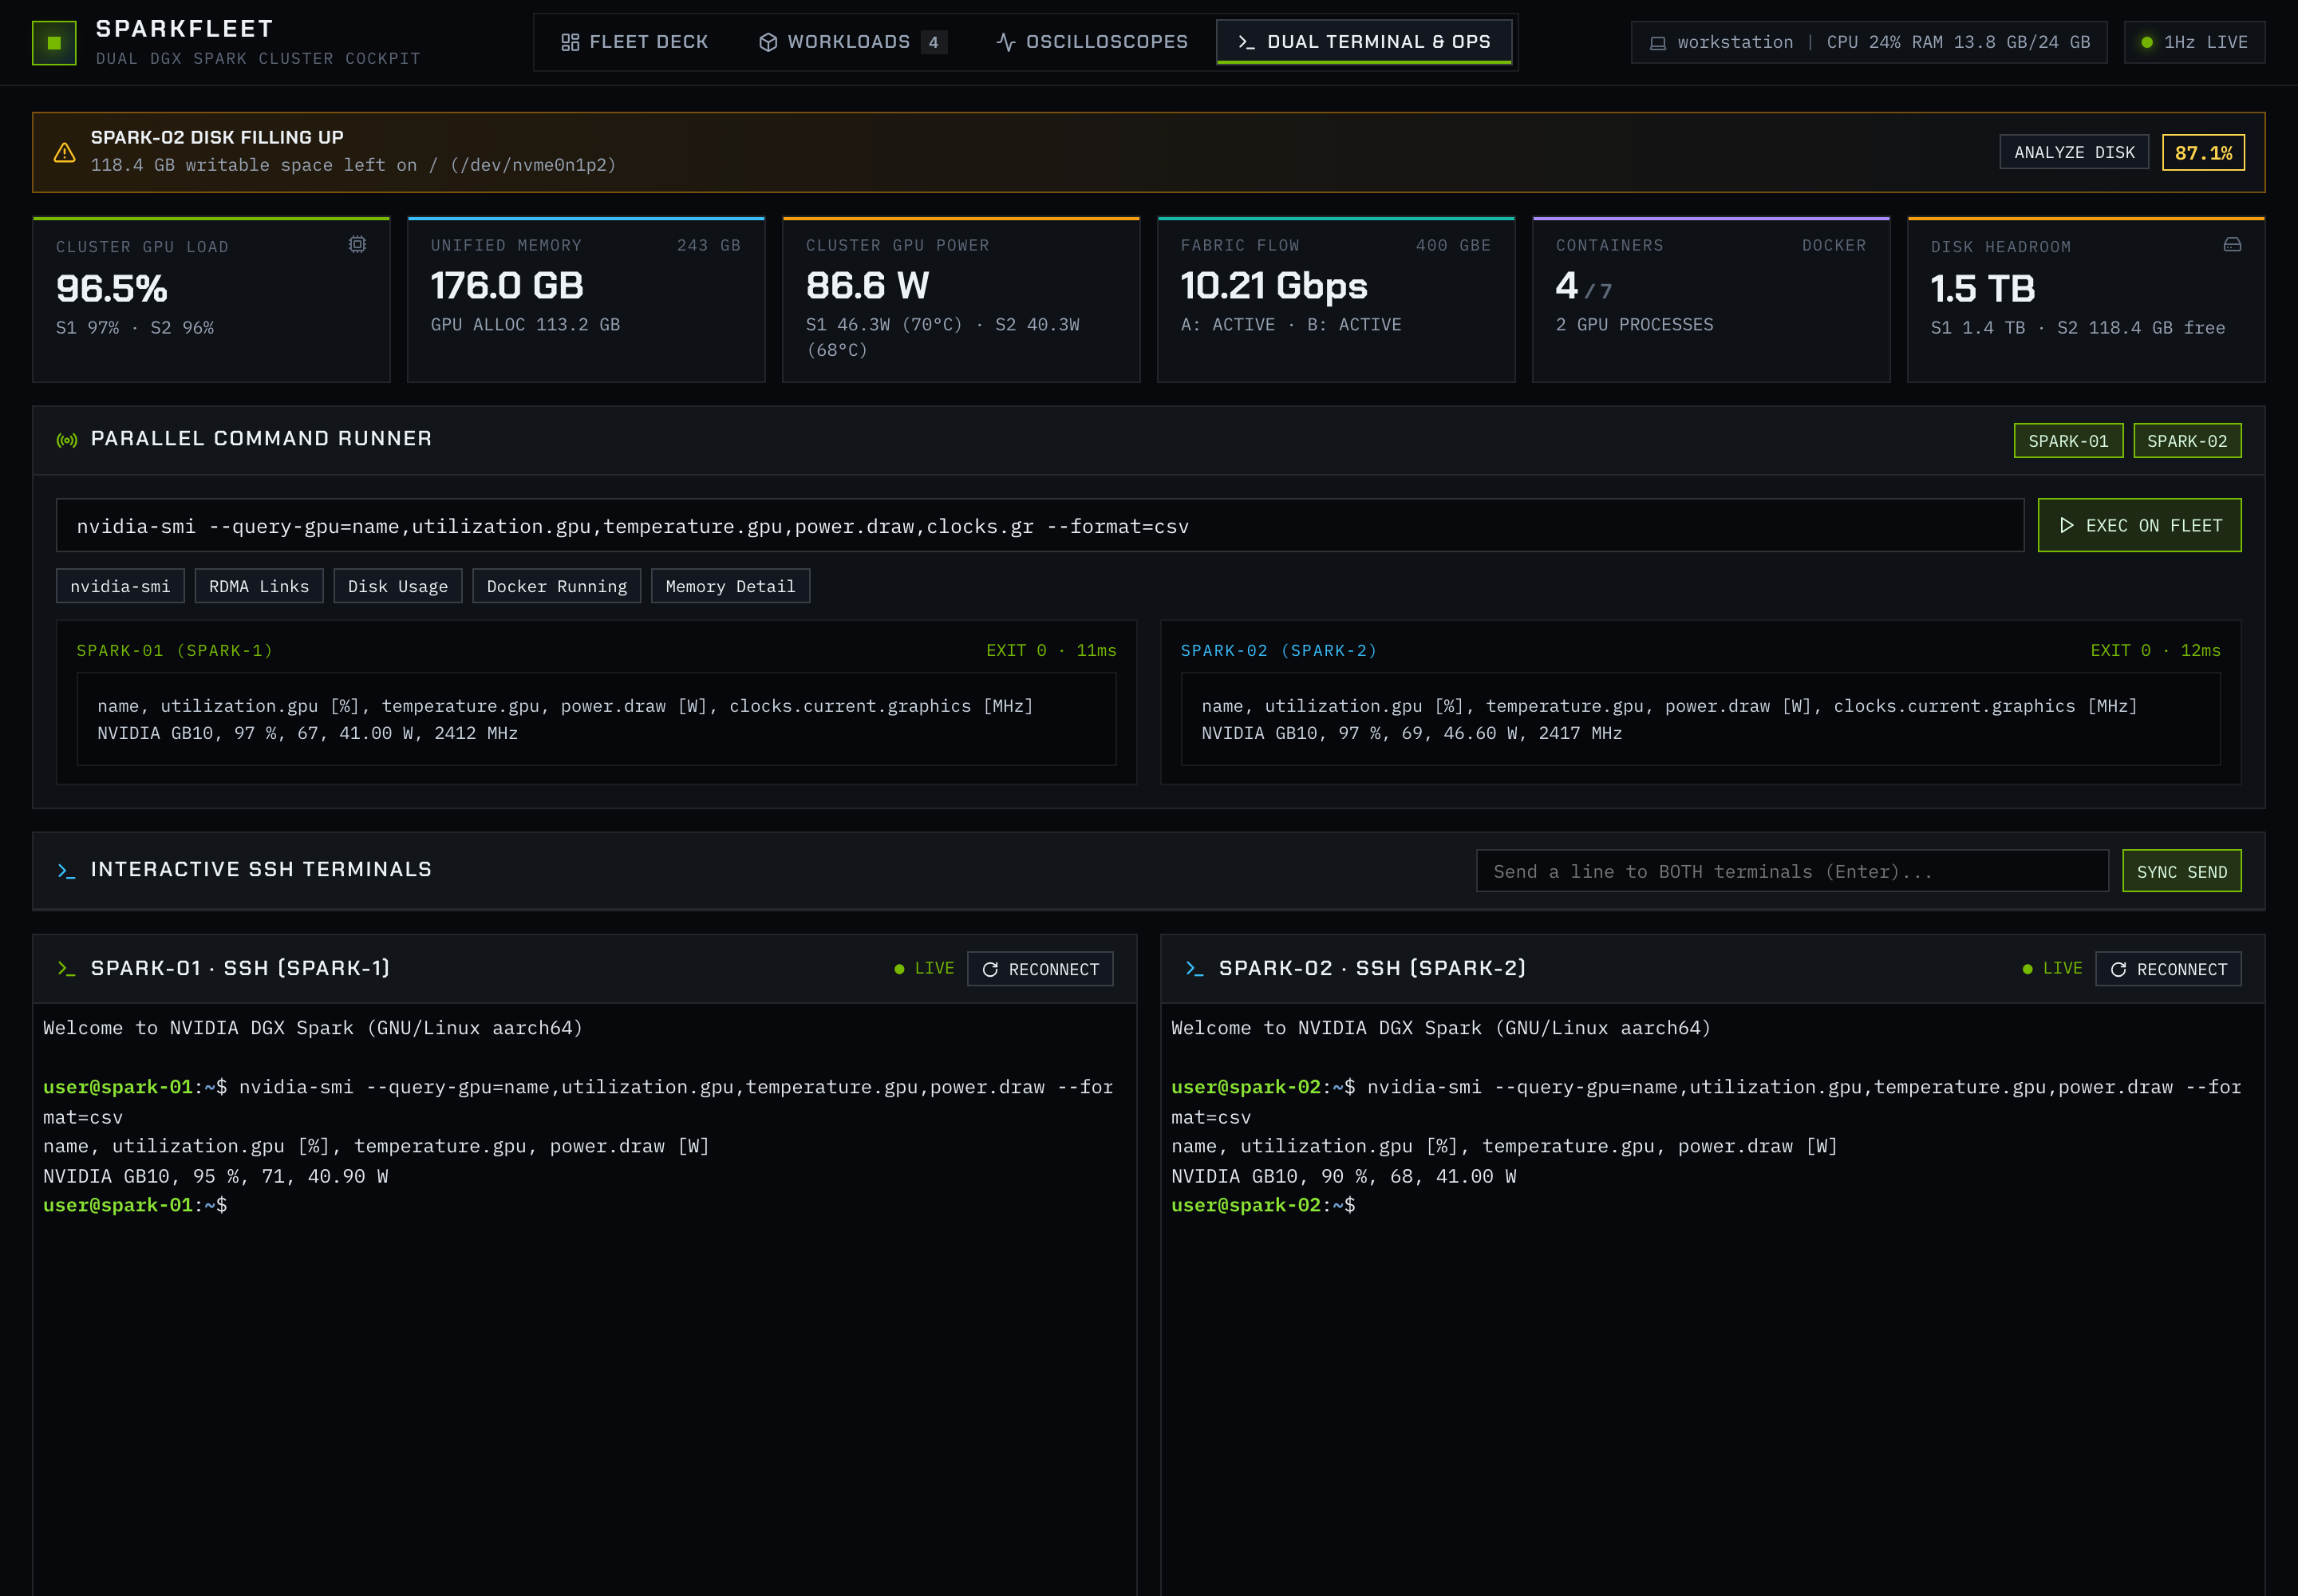 SPARKFLEET
DUAL DGX SPARK CLUSTER COCKPIT
FLEET DECK
WORKLOADS 4
OSCILLOSCOPES
DUAL TERMINAL & OPS
workstation | CPU 24% RAM 13.8 GB/24 GB
1Hz LIVE
SPARK-02 DISK FILLING UP
118.4 GB writable space left on / (/dev/nvme0n1p2)
ANALYZE DISK
87.1%
CLUSTER GPU LOAD
96.5%
S1 97% · S2 96%
UNIFIED MEMORY 243 GB
176.0 GB
GPU ALLOC 113.2 GB
CLUSTER GPU POWER
86.6 W
S1 46.3W (70°C) · S2 40.3W
(68°C)
FABRIC FLOW 400 GBE
10.21 Gbps
A: ACTIVE · B: ACTIVE
CONTAINERS DOCKER
4 / 7
2 GPU PROCESSES
DISK HEADROOM
1.5 TB
S1 1.4 TB · S2 118.4 GB free
PARALLEL COMMAND RUNNER
SPARK-01
SPARK-02
nvidia-smi --query-gpu=name,utilization.gpu,temperature.gpu,power.draw,clocks.gr --format=csv
EXEC ON FLEET
nvidia-smi
RDMA Links
Disk Usage
Docker Running
Memory Detail
SPARK-01 (SPARK-1) EXIT 0 · 11ms
name, utilization.gpu [%], temperature.gpu, power.draw [W], clocks.current.graphics [MHz]
NVIDIA GB10, 97 %, 67, 41.00 W, 2412 MHz
SPARK-02 (SPARK-2) EXIT 0 · 12ms
name, utilization.gpu [%], temperature.gpu, power.draw [W], clocks.current.graphics [MHz]
NVIDIA GB10, 97 %, 69, 46.60 W, 2417 MHz
INTERACTIVE SSH TERMINALS
Send a line to BOTH terminals (Enter)...
SYNC SEND
SPARK-01 · SSH (SPARK-1)
LIVE
RECONNECT
Welcome to NVIDIA DGX Spark (GNU/Linux aarch64)
user@spark-01:~$ nvidia-smi --query-gpu=name,utilization.gpu,temperature.gpu,power.draw --for
mat=csv
name, utilization.gpu [%], temperature.gpu, power.draw [W]
NVIDIA GB10, 95 %, 71, 40.90 W
user@spark-01:~$
SPARK-02 · SSH (SPARK-2)
LIVE
RECONNECT
Welcome to NVIDIA DGX Spark (GNU/Linux aarch64)
user@spark-02:~$ nvidia-smi --query-gpu=name,utilization.gpu,temperature.gpu,power.draw --for
mat=csv
name, utilization.gpu [%], temperature.gpu, power.draw [W]
NVIDIA GB10, 90 %, 68, 41.00 W
user@spark-02:~$